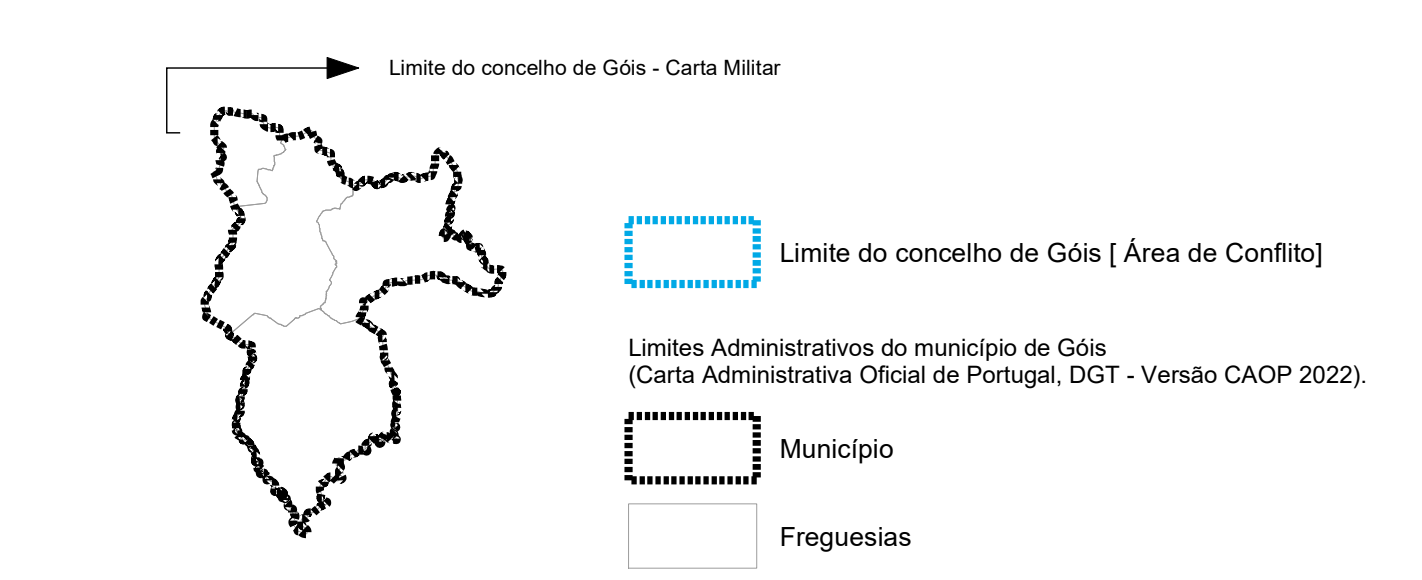 Limite do concelho de Góis - Carta Militar
Limite do concelho de Góis [ Área de Conflito]
Limites Administrativos do município de Góis
(Carta Administrativa Oficial de Portugal, DGT - Versão CAOP 2022).
Município
Freguesias